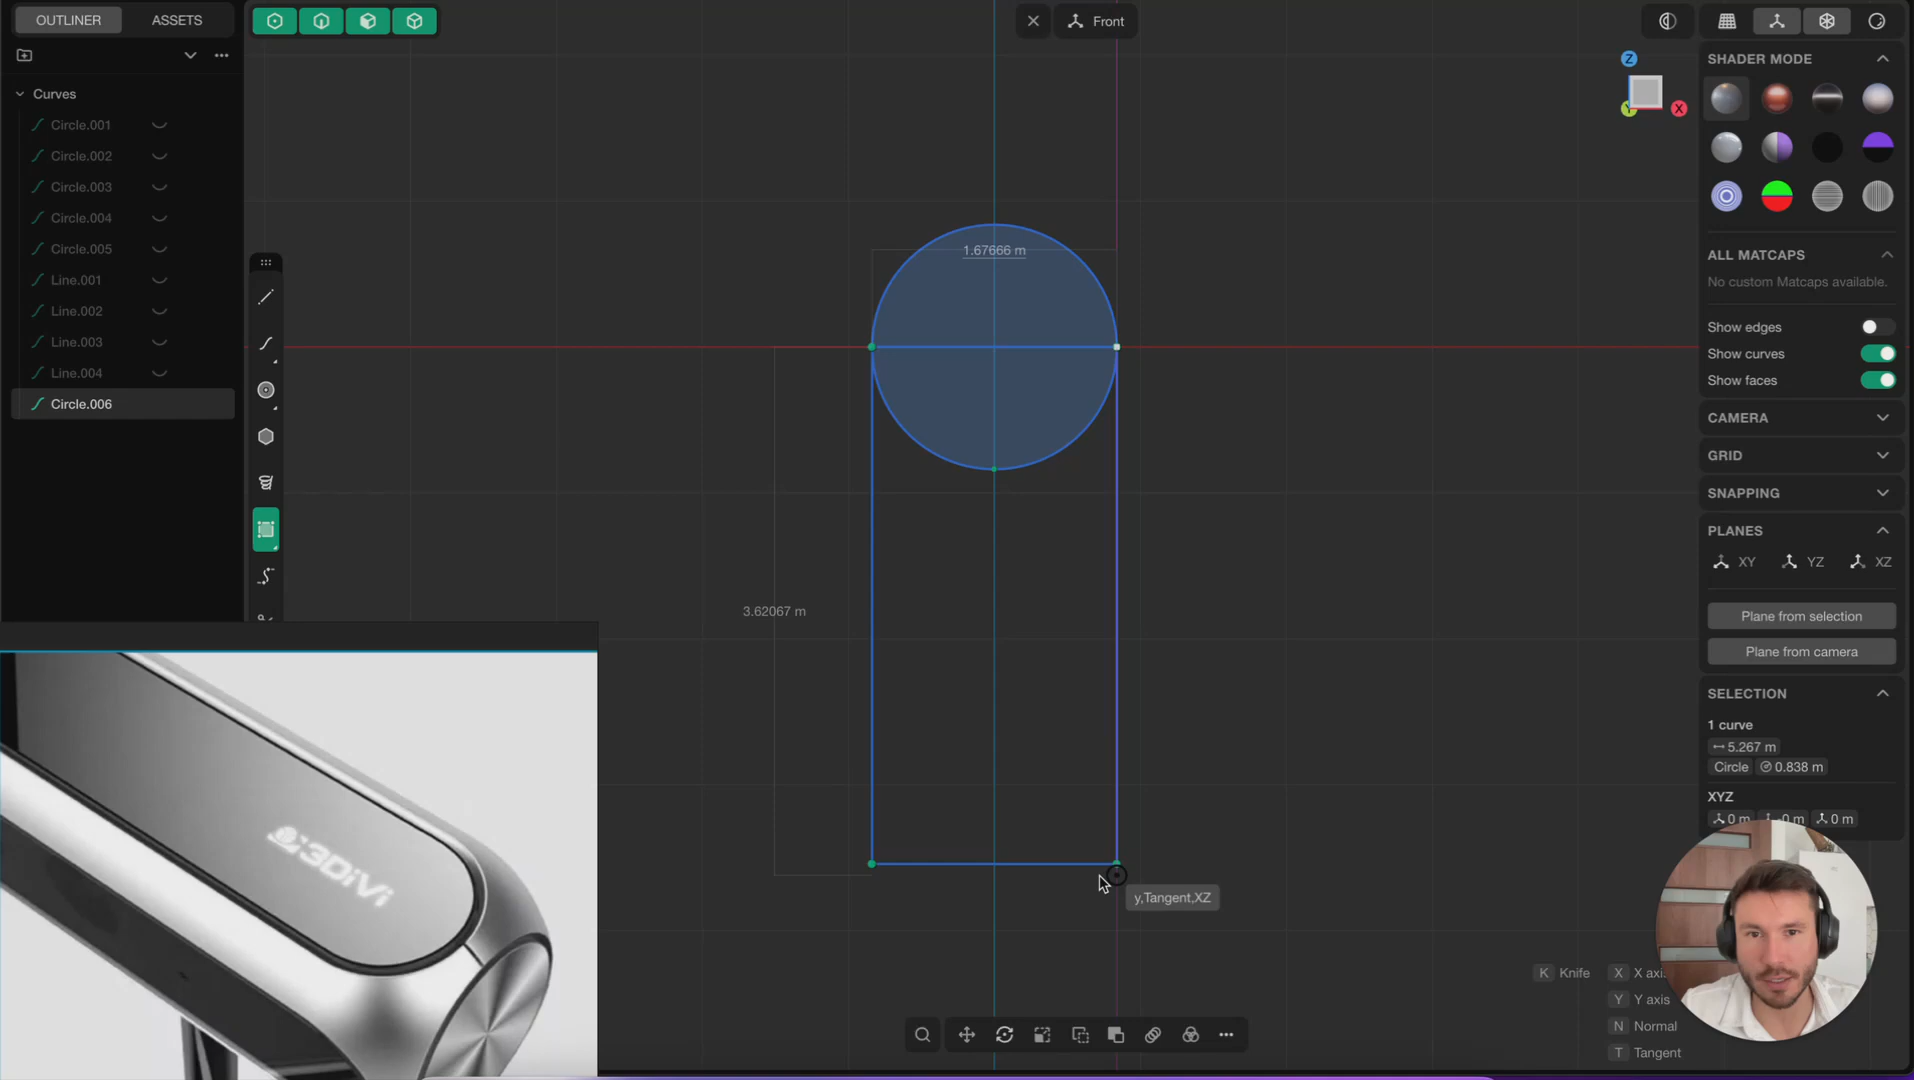 OUTLINER
ASSETS
Curves
Circle.001
Circle.002
Circle.003
Circle.004
Circle.005
Line.001
Line.002
Line.003
Line.004
Circle.006
Front
1.67666 m
3.62067 m
y,Tangent,XZ
3DiVi
Z
Y
X
SHADER MODE
ALL MATCAPS
No custom Matcaps available.
Show edges
Show curves
Show faces
CAMERA
GRID
SNAPPING
PLANES
XY YZ XZ
Plane from selection
Plane from camera
SELECTION
1 curve
5.267 m
Circle 0.838 m
XYZ
0 m -0 m 0 m
K Knife
X X axi
Y Y axis
N Normal
T Tangent